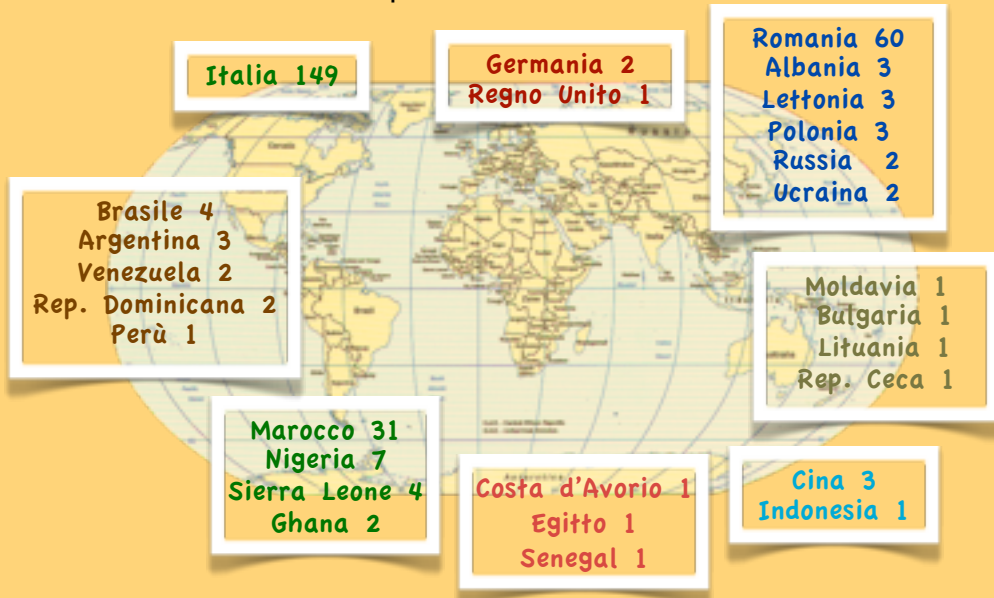 Italia 149
Germania 2
Regno Unito 1
Romania 60
Albania 3
Lettonia 3
Polonia 3
Russia 2
Ucraina 2
Brasile 4
Argentina 3
Venezuela 2
Rep. Dominicana 2
Perù 1
Moldavia 1
Bulgaria 1
Lituania 1
Rep. Ceca 1
Marocco 31
Nigeria 7
Sierra Leone 4
Ghana 2
Costa d'Avorio 1
Egitto 1
Senegal 1
Cina 3
Indonesia 1